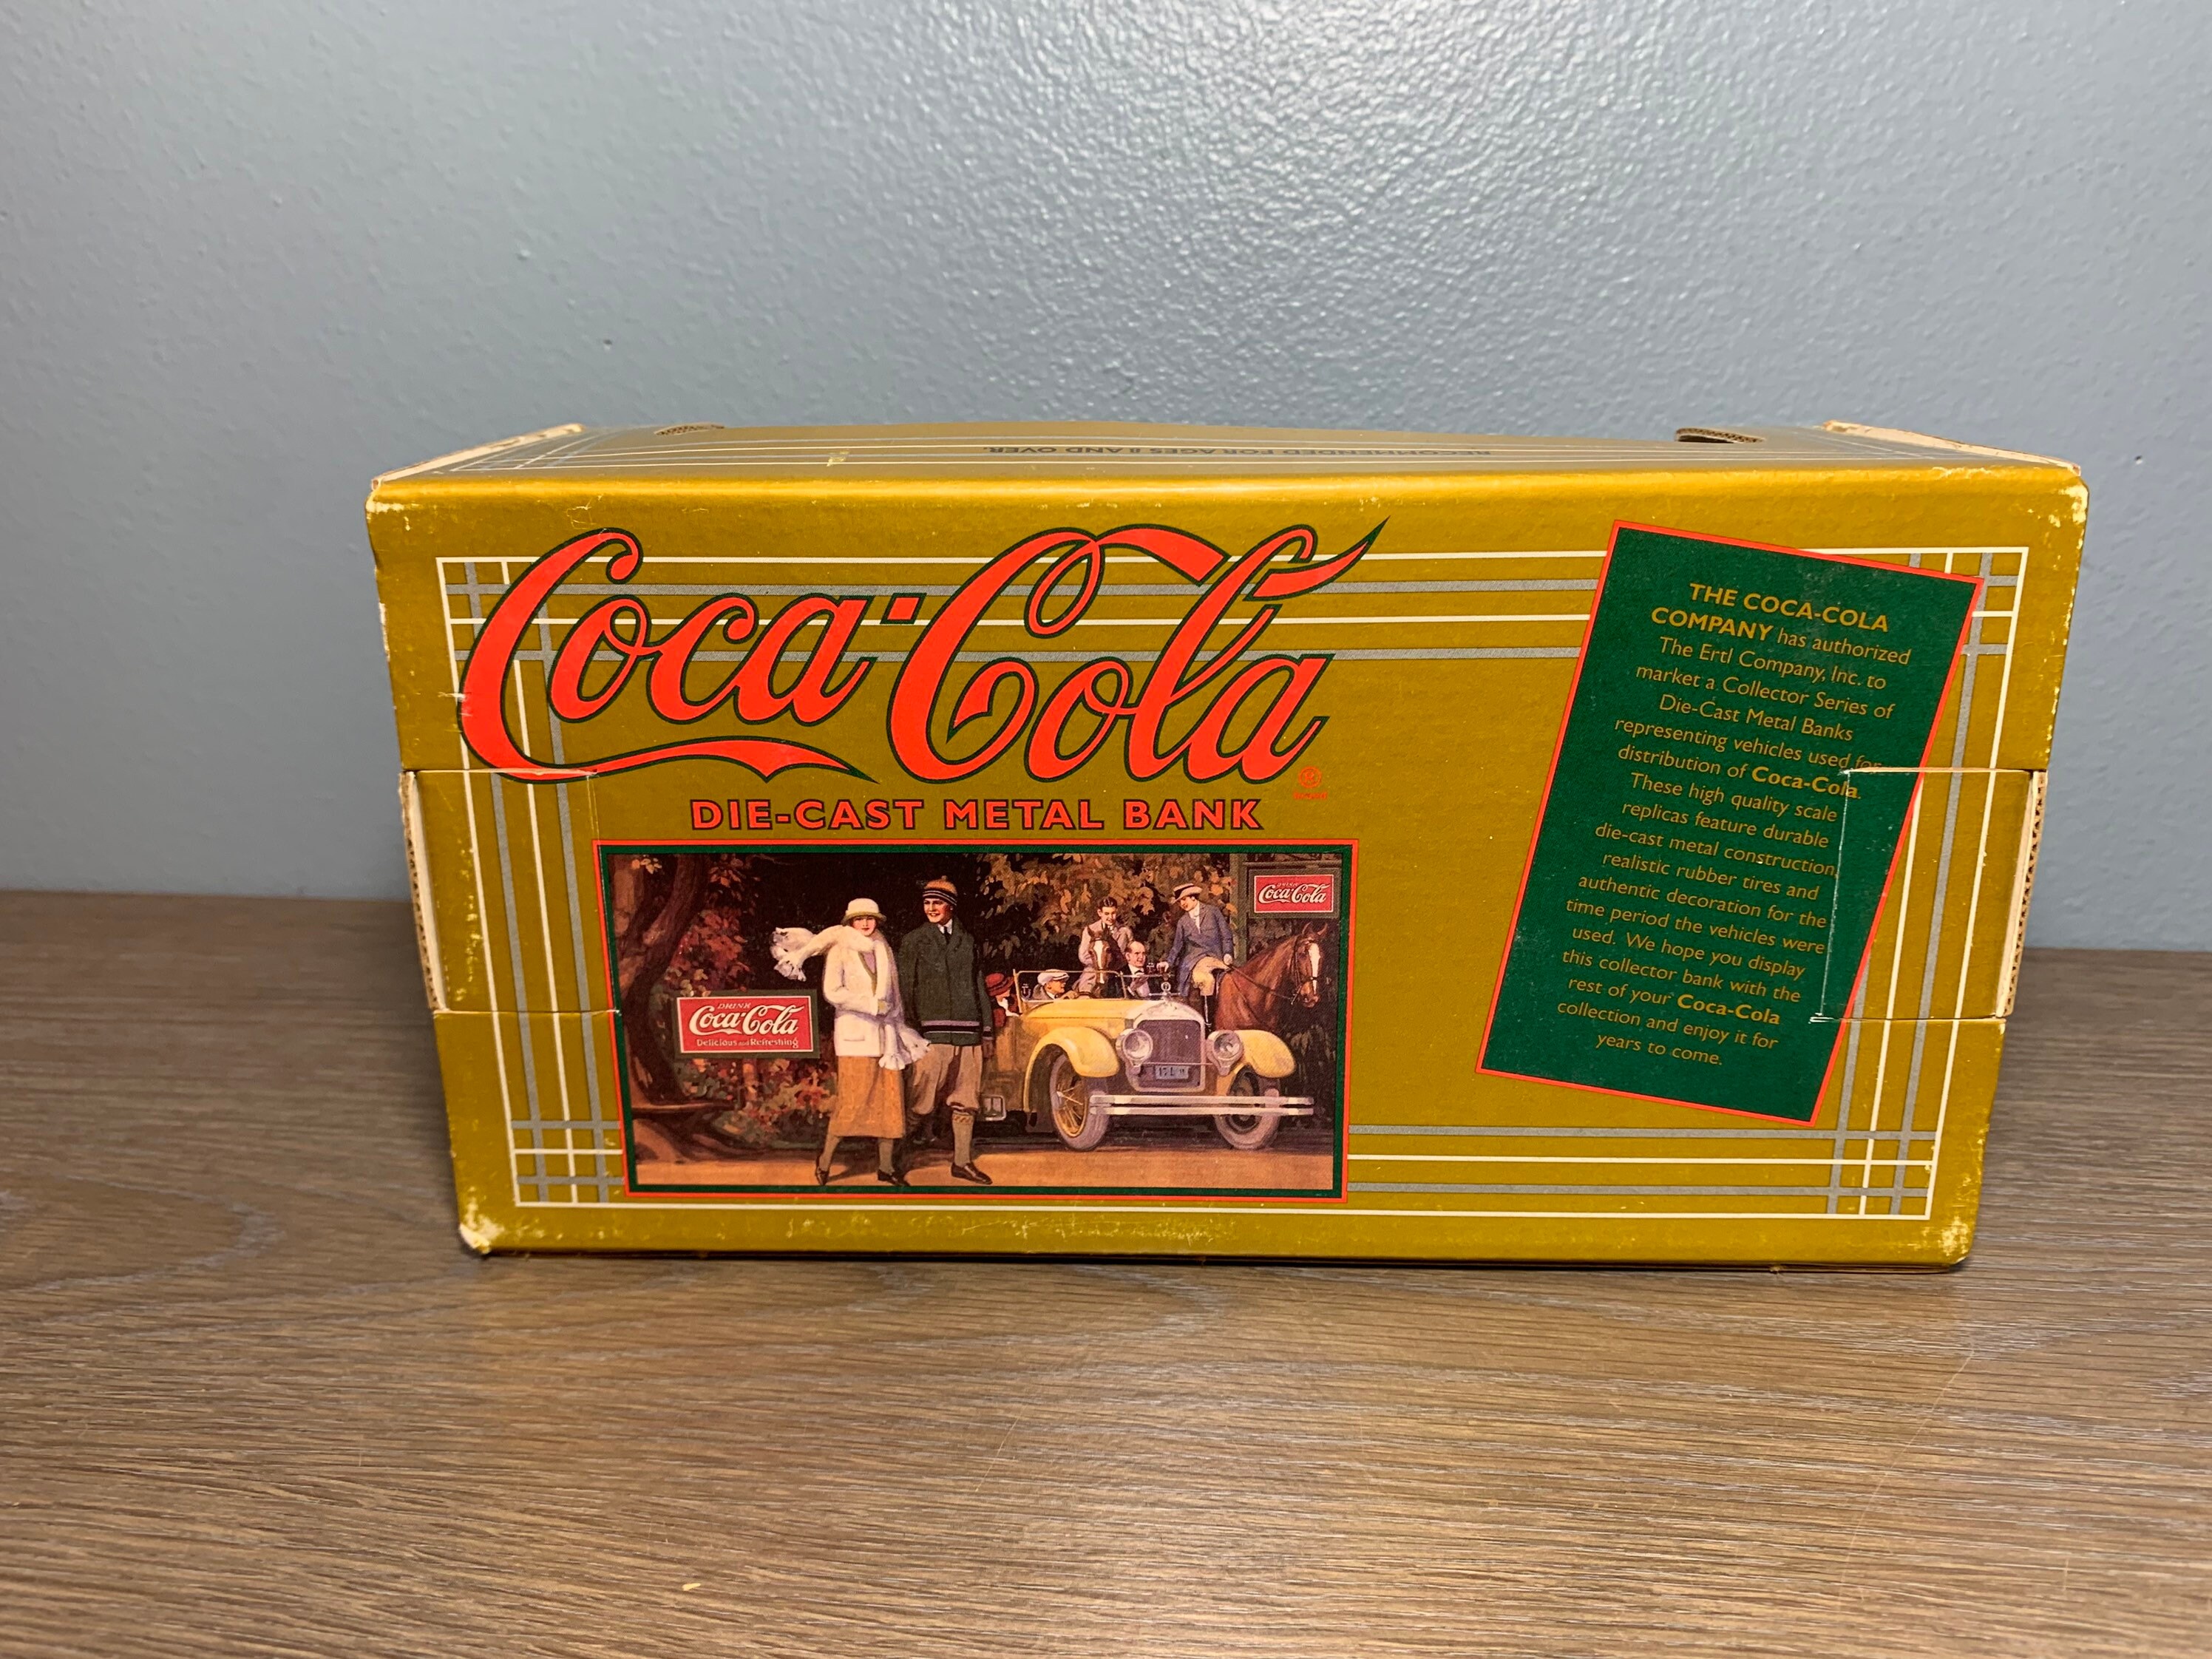 RECOMMENDED FOR AGES 8 AND OVER.
Coca-Cola
DIE-CAST METAL BANK
DRINK
Coca-Cola
Delicious and Refreshing
DRINK
Coca-Cola
THE COCA-COLA
COMPANY has authorized
The Ertl Company, Inc. to
market a Collector Series of
Die-Cast Metal Banks
representing vehicles used for
distribution of Coca-Cola.
These high quality scale
replicas feature durable
die-cast metal construction
realistic rubber tires and
authentic decoration for the
time period the vehicles were
used. We hope you display
this collector bank with the
rest of your Coca-Cola
collection and enjoy it for
years to come.